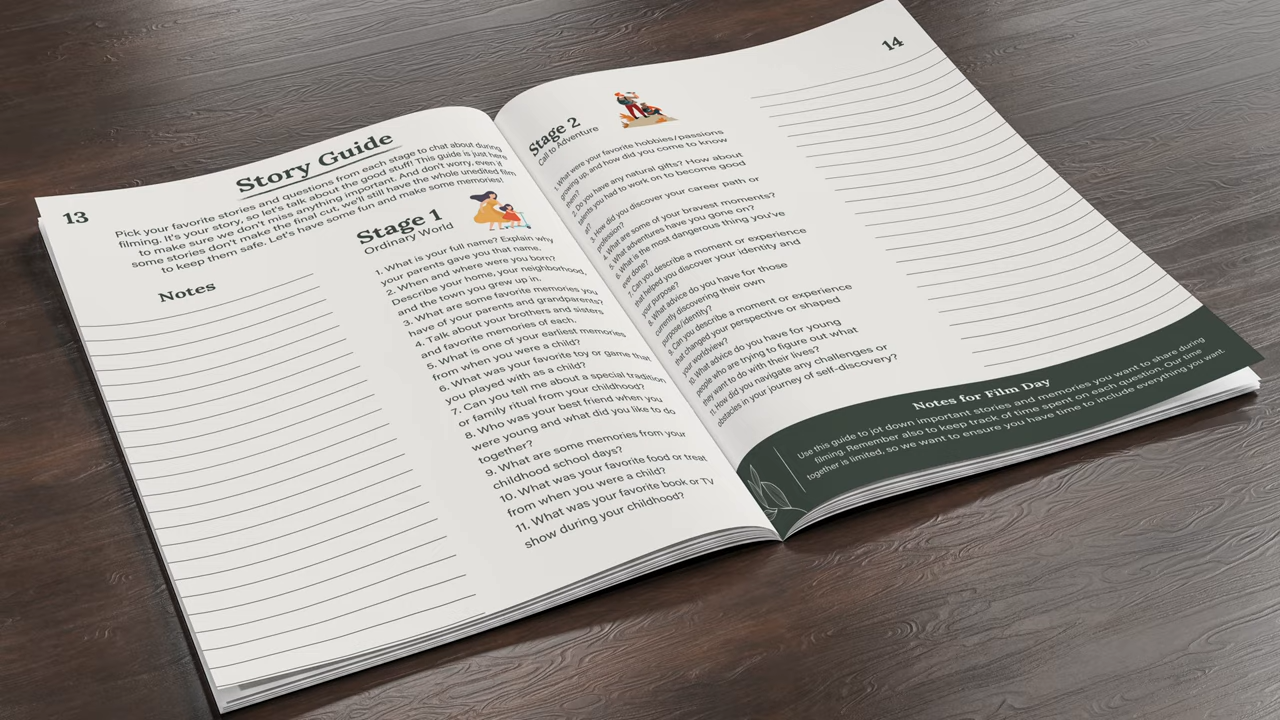 13
Story Guide
Pick your favorite stories and questions from each stage to chat about during
filming. It's your story, so let's talk about the good stuff! This guide is just here
to make sure we don't miss anything important. And don't worry, even if
some stories don't make the final cut, we'll still have the whole unedited film
to keep them safe. Let's have some fun and make some memories!
Notes
Stage 1
Ordinary World
1. What is your full name? Explain why
your parents gave you that name.
2. When and where were you born?
Describe your home, your neighborhood,
and the town you grew up in.
3. What are some favorite memories you
have of your parents and grandparents?
4. Talk about your brothers and sisters
and favorite memories of each.
5. What is one of your earliest memories
from when you were a child?
6. What was your favorite toy or game that
you played with as a child?
7. Can you tell me about a special tradition
or family ritual from your childhood?
8. Who was your best friend when you
were young and what did you like to do
together?
9. What are some memories from your
childhood school days?
10. What was your favorite food or treat
from when you were a child?
11. What was your favorite book or TV
show during your childhood?
14
Stage 2
Call to Adventure
1. What were your favorite hobbies/passions
growing up, and how did you come to know
them?
2. Do you have any natural gifts? How about
talents you had to work on to become good
at?
3. How did you discover your career path or
profession?
4. What are some of your bravest moments?
5. What adventures have you gone on?
6. What is the most dangerous thing you've
ever done?
7. Can you describe a moment or experience
that helped you discover your identity and
your purpose?
8. What advice do you have for those
currently discovering their own
purpose/identity?
9. Can you describe a moment or experience
that changed your perspective or shaped
your worldview?
10. What advice do you have for young
people who are trying to figure out what
they want to do with their lives?
11. How did you navigate any challenges or
obstacles in your journey of self-discovery?
Notes for Film Day
Use this guide to jot down important stories and memories you want to share during
filming. Remember also to keep track of time spent on each question. Our time
together is limited, so we want to ensure you have time to include everything you want.